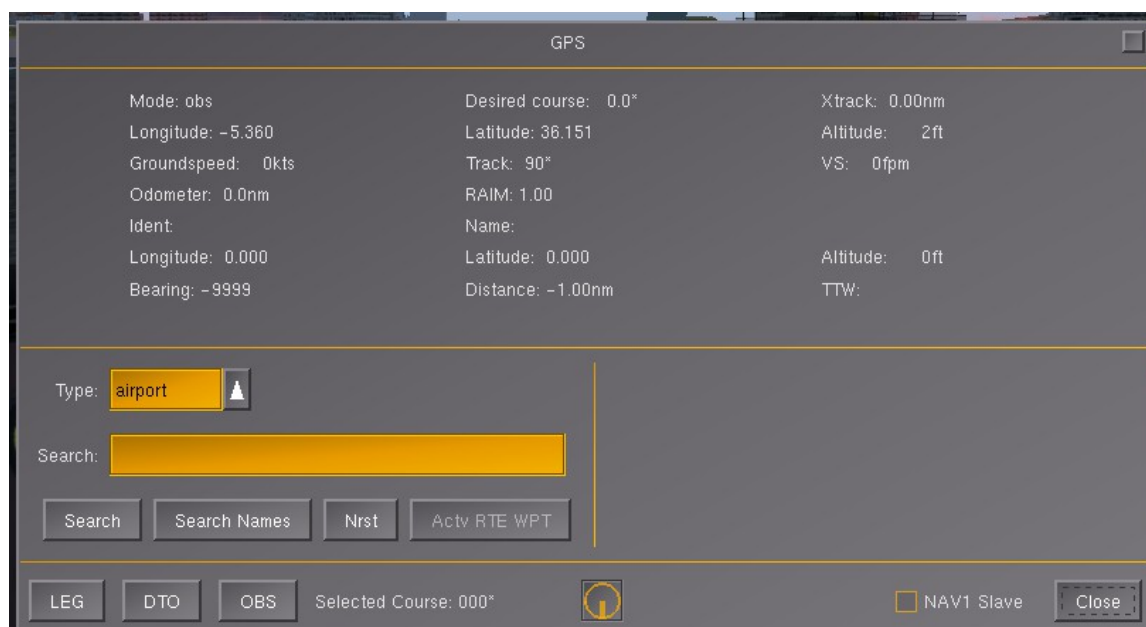 GPS
Mode: obs Desired course: 0.0* Xtrack: 0.00nm
Longitude: -5.360 Latitude: 36.151 Altitude: 2ft
Groundspeed: 0kts Track: 90* VS: 0fpm
Odometer: 0.0nm RAIM: 1.00
Ident: Name:
Longitude: 0.000 Latitude: 0.000 Altitude: 0ft
Bearing: -9999 Distance: -1.00nm TTW:
Type: airport
Search:
Search Search Names Nrst Actv RTE WPT
LEG DTO OBS Selected Course: 000* NAV1 Slave Close